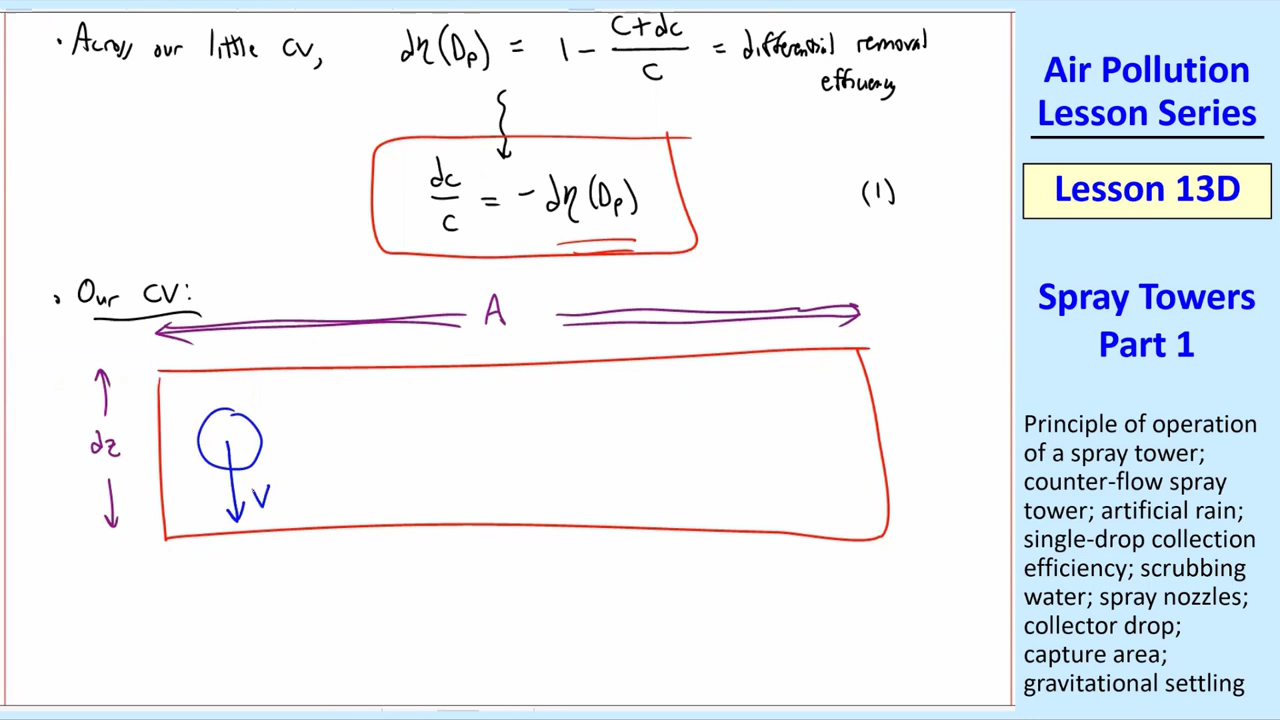 · Across our little CV, dη(Dp) = 1 - C+dc/C = differential removal
efficiency
dc/c = - dη(Dp) (1)
· Our CV:
A
dz
V
Air Pollution
Lesson Series
Lesson 13D
Spray Towers
Part 1
Principle of operation
of a spray tower;
counter-flow spray
tower; artificial rain;
single-drop collection
efficiency; scrubbing
water; spray nozzles;
collector drop;
capture area;
gravitational settling